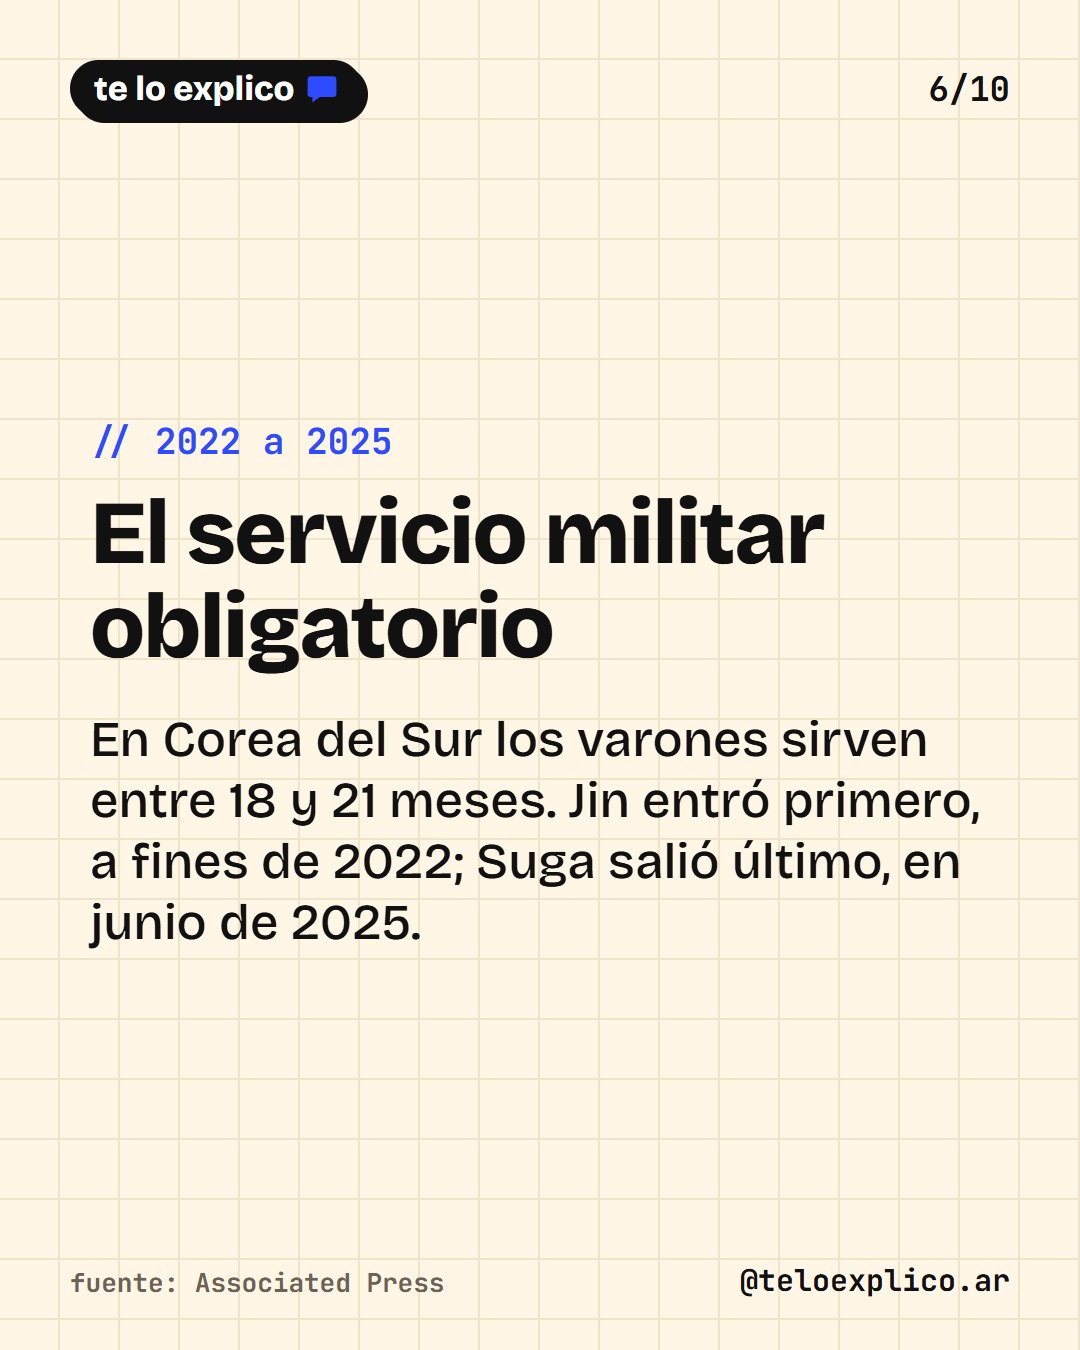 te lo explico
6/10
// 2022 a 2025
El servicio militar
obligatorio
En Corea del Sur los varones sirven
entre 18 y 21 meses. Jin entró primero,
a fines de 2022; Suga salió último, en
junio de 2025.
fuente: Associated Press
@teloexplico.ar